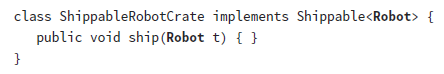 class ShippableRobotCrate implements Shippable<Robot> {
   public void ship(Robot t) { }
}